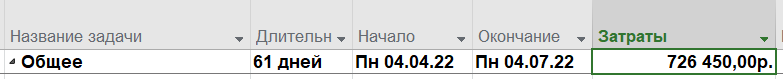 Название задачи Длительн Начало Окончание Затраты
Общее 61 дней Пн 04.04.22 Пн 04.07.22 726 450,00р.